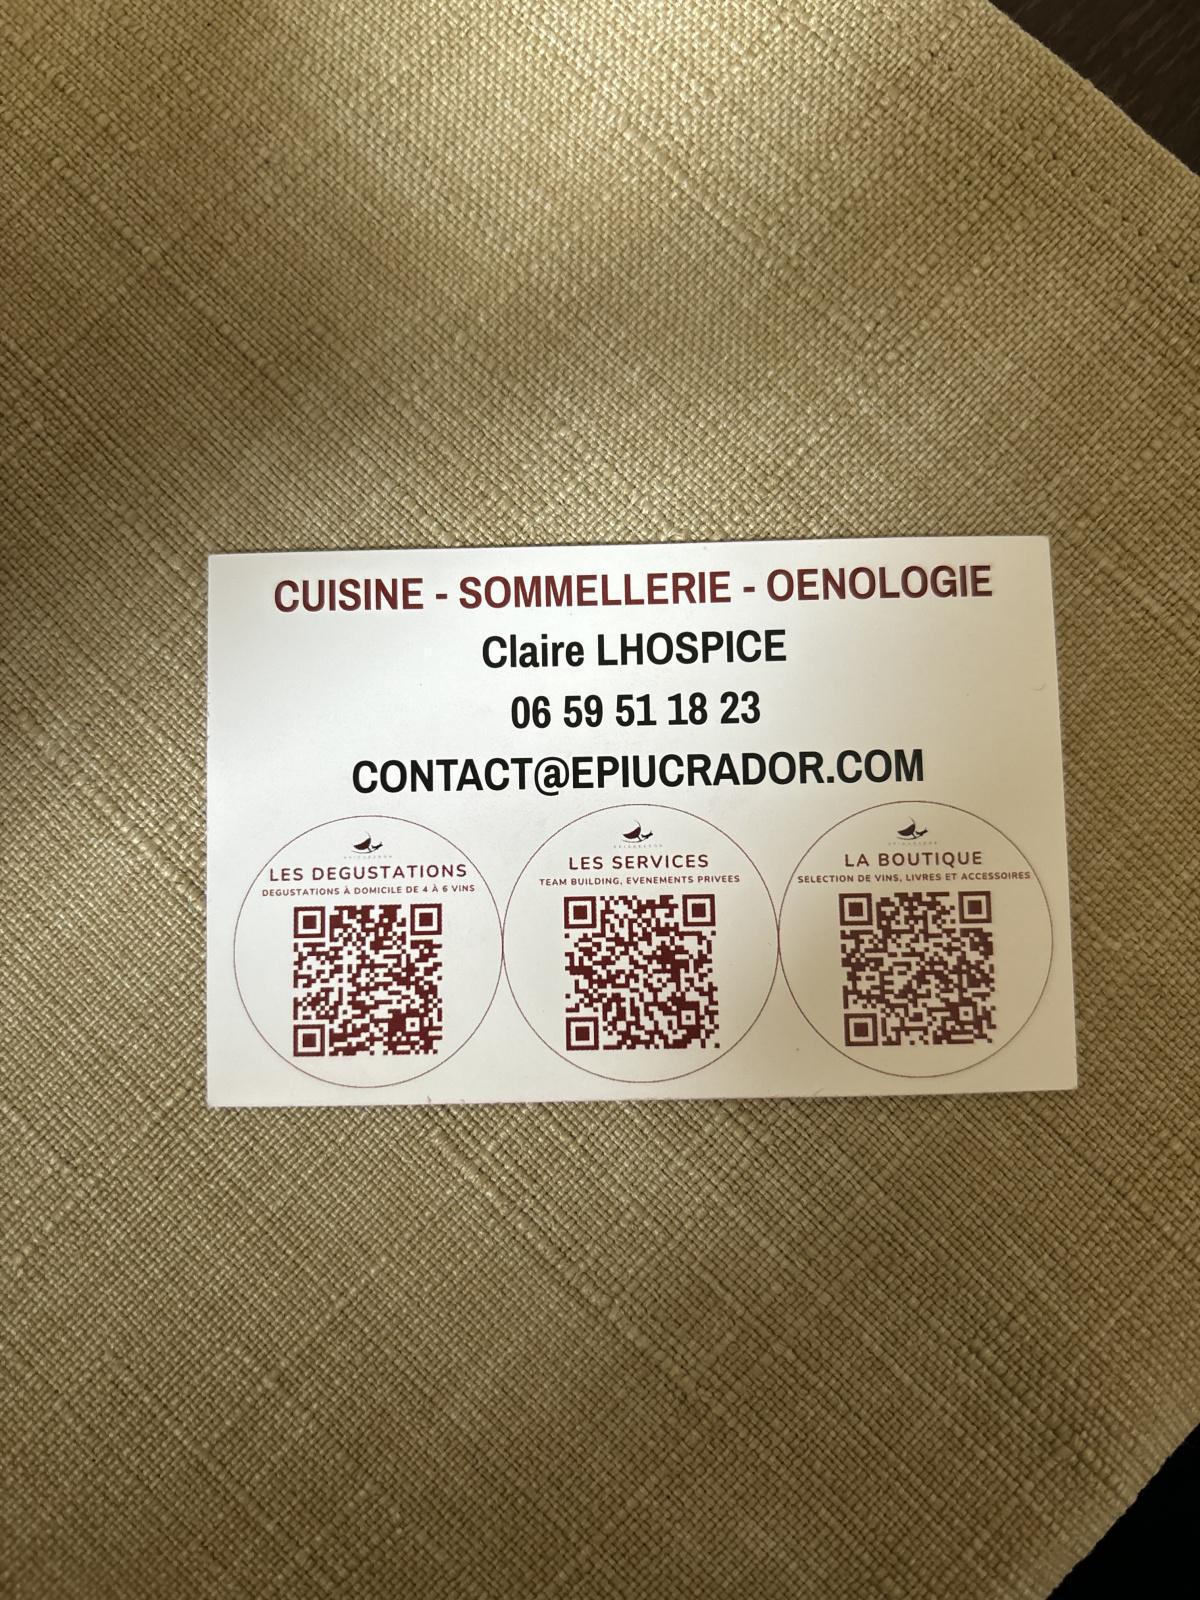 CUISINE - SOMMELLERIE - OENOLOGIE
Claire LHOSPICE
06 59 51 18 23
CONTACT@EPIUCRADOR.COM
LES DEGUSTATIONS
DEGUSTATIONS À DOMICILE DE 4 À 6 VINS
LES SERVICES
TEAM BUILDING, EVENEMENTS PRIVEES
LA BOUTIQUE
SELECTION DE VINS, LIVRES ET ACCESSOIRES